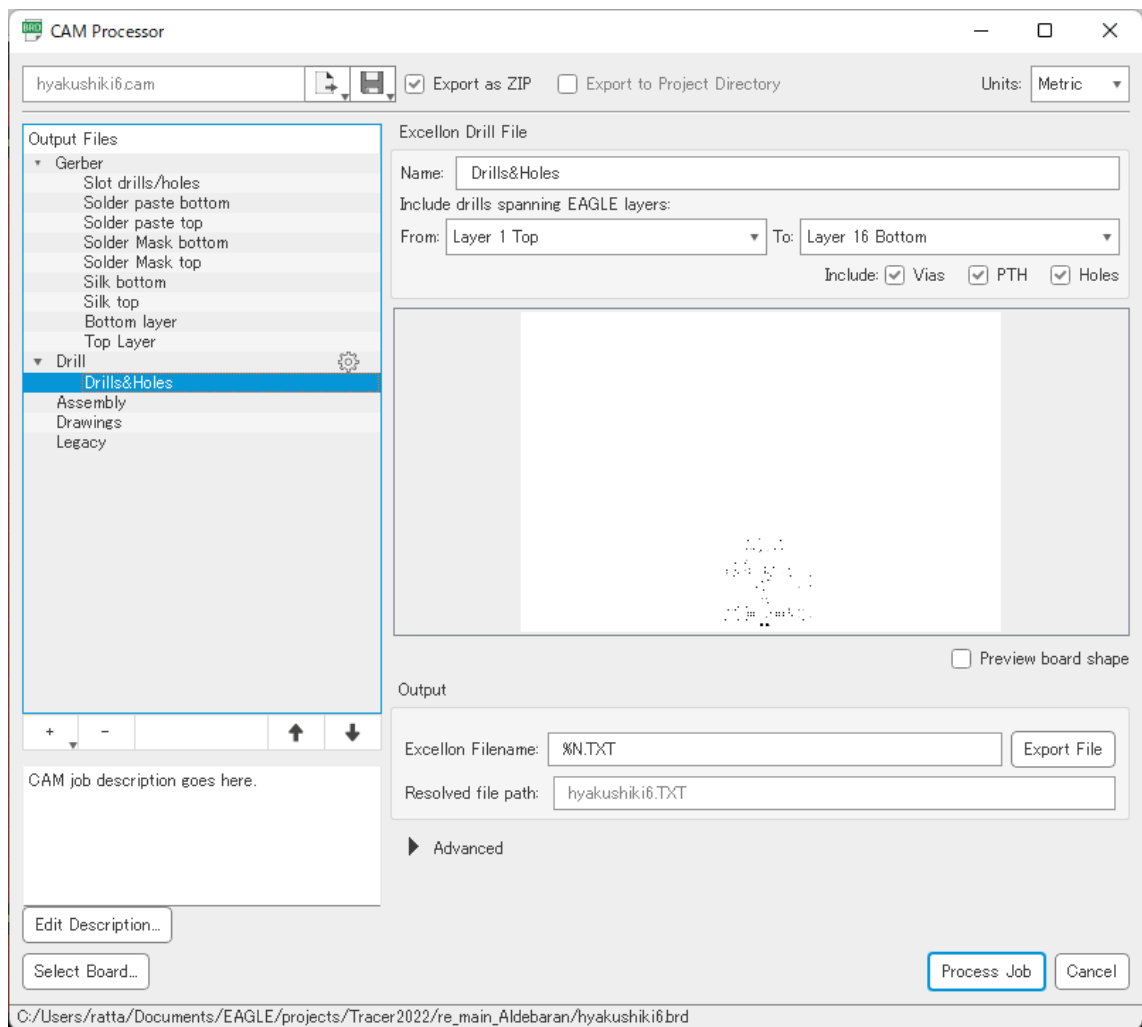 CAM Processor
hyakushiki6.cam
Export as ZIP
Export to Project Directory
Units: Metric
Output Files
Gerber
Slot drills/holes
Solder paste bottom
Solder paste top
Solder Mask bottom
Solder Mask top
Silk bottom
Silk top
Bottom layer
Top Layer
Drill
Drills&Holes
Assembly
Drawings
Legacy
+ -
CAM job description goes here.
Edit Description...
Select Board...
Excellon Drill File
Name: Drills&Holes
Include drills spanning EAGLE layers:
From: Layer 1 Top To: Layer 16 Bottom
Include: Vias PTH Holes
Preview board shape
Output
Excellon Filename: %N.TXT Export File
Resolved file path: hyakushiki6.TXT
Advanced
Process Job Cancel
C:/Users/ratta/Documents/EAGLE/projects/Tracer2022/re_main_Aldebaran/hyakushiki6.brd